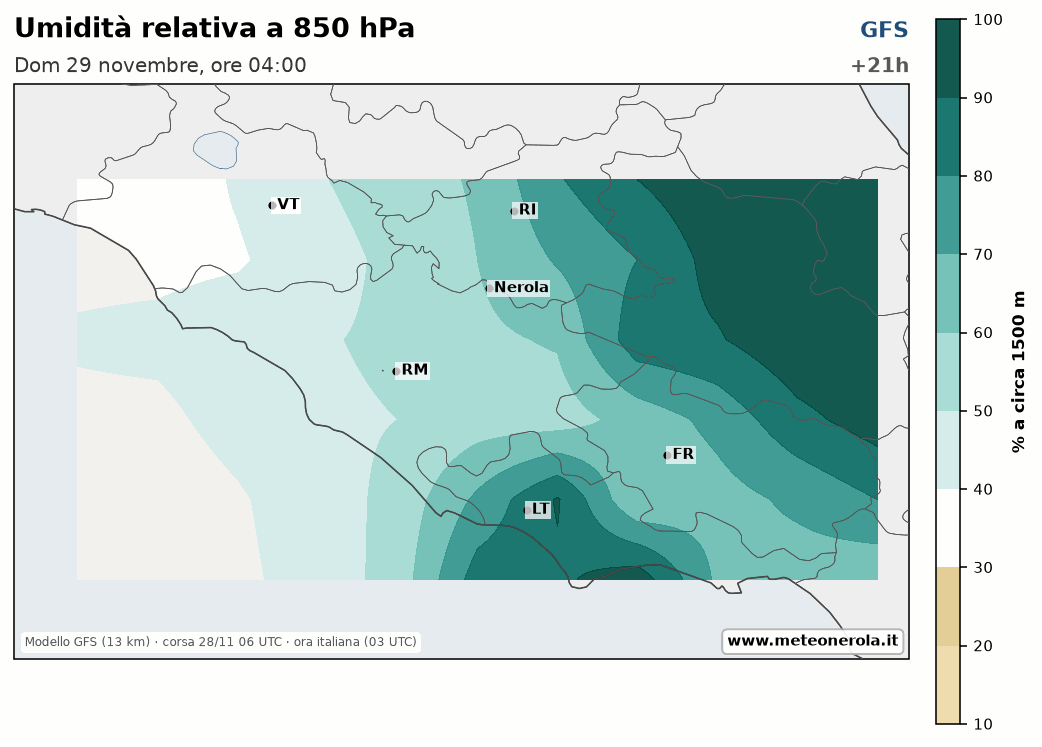 Umidità relativa a 850 hPa
GFS
Dom 29 novembre, ore 04:00
+21h
VT
RI
Nerola
RM
FR
LT
Modello GFS (13 km) · corsa 28/11 06 UTC · ora italiana (03 UTC)
www.meteonerola.it
100
90
80
70
60
50
40
30
20
10
% a circa 1500 m